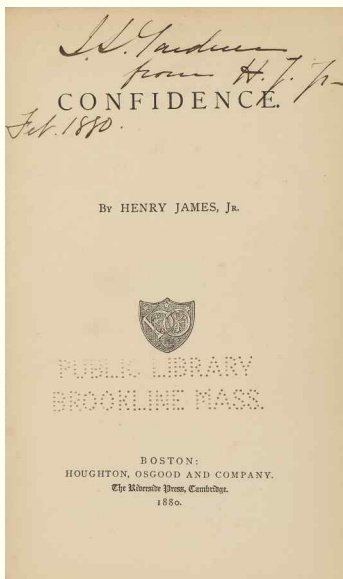 I. S. Gardner
from H. J. Jr
CONFIDENCE.
Feb. 1880.
By HENRY JAMES, Jr.
PUBLIC LIBRARY
BROOKLINE MASS.
BOSTON:
HOUGHTON, OSGOOD AND COMPANY.
The Riverside Press, Cambridge.
1880.